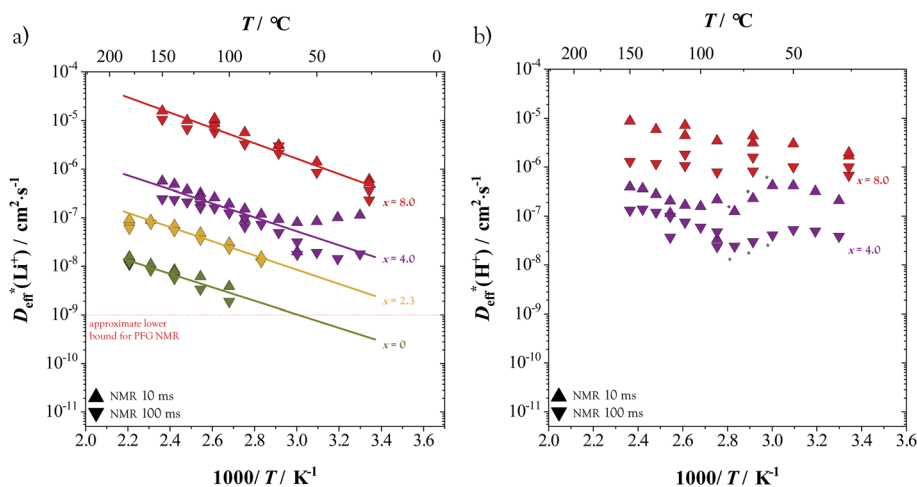 a)
T / °C
200 150 100 50 0
10⁻⁴
10⁻⁵
10⁻⁶
10⁻⁷
10⁻⁸
10⁻⁹
10⁻¹⁰
10⁻¹¹
D*eff(Li⁺) / cm²·s⁻¹
x = 8.0
x = 4.0
x = 2.3
x = 0
approximate lower
bound for PFG NMR
NMR 10 ms
NMR 100 ms
2.0 2.2 2.4 2.6 2.8 3.0 3.2 3.4 3.6
1000/ T / K⁻¹
b)
T / °C
200 150 100 50
10⁻⁴
10⁻⁵
10⁻⁶
10⁻⁷
10⁻⁸
10⁻⁹
10⁻¹⁰
10⁻¹¹
D*eff(H⁺) / cm²·s⁻¹
x = 8.0
* * *
x = 4.0
* * *
NMR 10 ms
NMR 100 ms
2.0 2.2 2.4 2.6 2.8 3.0 3.2 3.4 3.6
1000/ T / K⁻¹